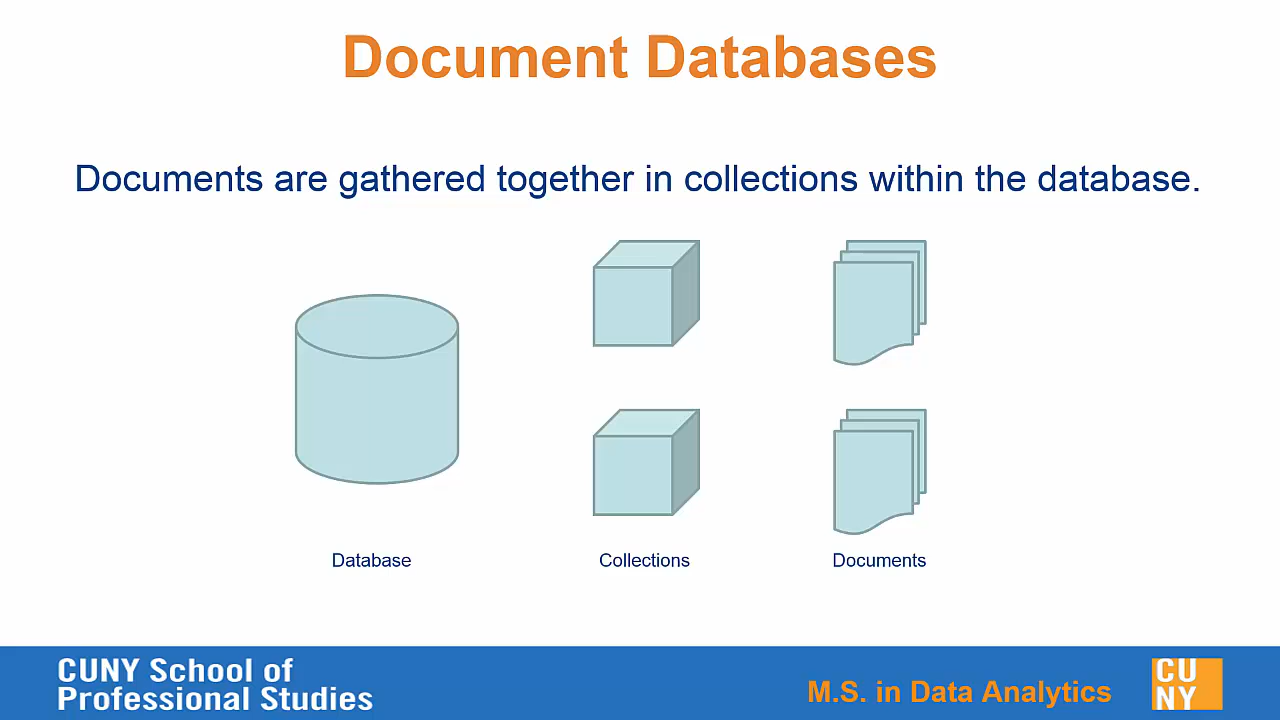 Document Databases
Documents are gathered together in collections within the database.
Database
Collections
Documents
CUNY School of
Professional Studies
M.S. in Data Analytics
CU
NY